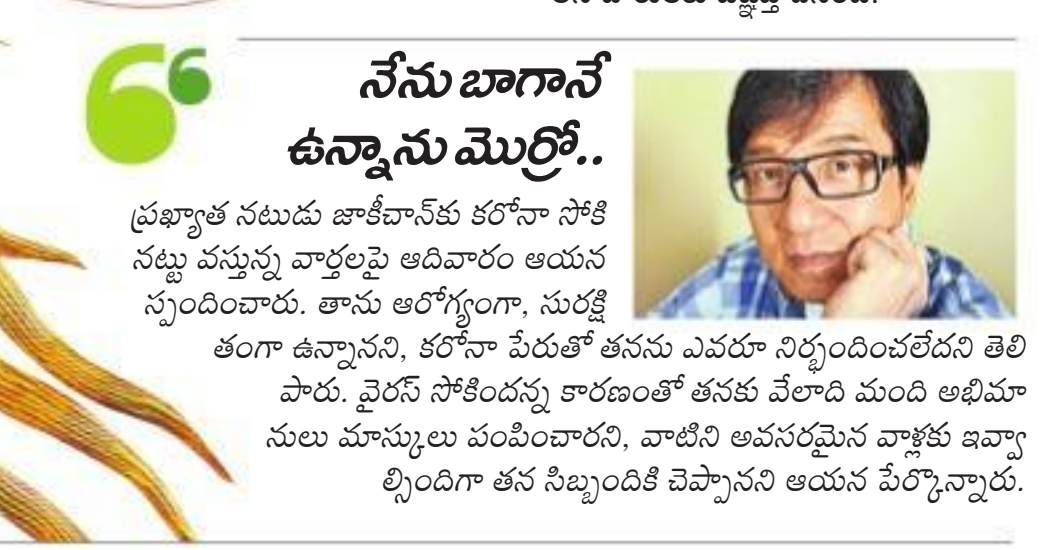 నేను బాగానే
ఉన్నాను మొర్రో..
ప్రఖ్యాత నటుడు జాకీచాన్‌కు కరోనా సోకి
నట్టు వస్తున్న వార్తలపై ఆదివారం ఆయన
స్పందించారు. తాను ఆరోగ్యంగా, సురక్షి
తంగా ఉన్నానని, కరోనా పేరుతో తనను ఎవరూ నిర్బందించలేదని తెలి
పారు. వైరస్ సోకిందన్న కారణంతో తనకు వేలాది మంది అభిమా
నులు మాస్కులు పంపించారని, వాటిని అవసరమైన వాళ్లకు ఇవ్వా
ల్సిందిగా తన సిబ్బందికి చెప్పానని ఆయన పేర్కొన్నారు.